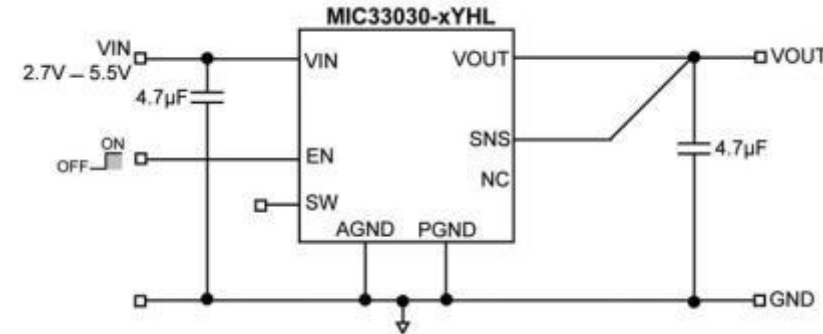 MIC33030-xYHL
VIN
2.7V – 5.5V
VIN
VOUT
VOUT
4.7µF
SNS
4.7µF
ON
OFF
EN
NC
SW
AGND
PGND
GND